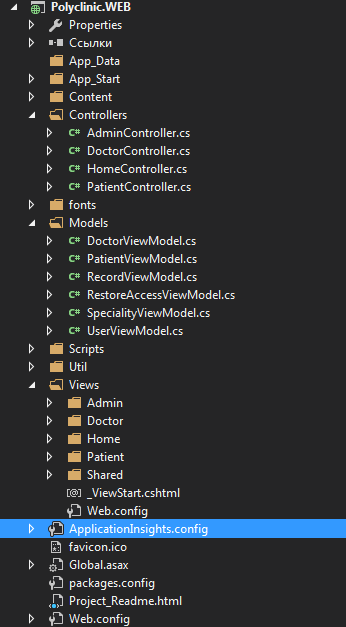 Polyclinic.WEB
Properties
Ссылки
App_Data
App_Start
Content
Controllers
C# AdminController.cs
C# DoctorController.cs
C# HomeController.cs
C# PatientController.cs
fonts
Models
C# DoctorViewModel.cs
C# PatientViewModel.cs
C# RecordViewModel.cs
C# RestoreAccessViewModel.cs
C# SpecialityViewModel.cs
C# UserViewModel.cs
Scripts
Util
Views
Admin
Doctor
Home
Patient
Shared
[@] _ViewStart.cshtml
Web.config
ApplicationInsights.config
favicon.ico
Global.asax
packages.config
Project_Readme.html
Web.config